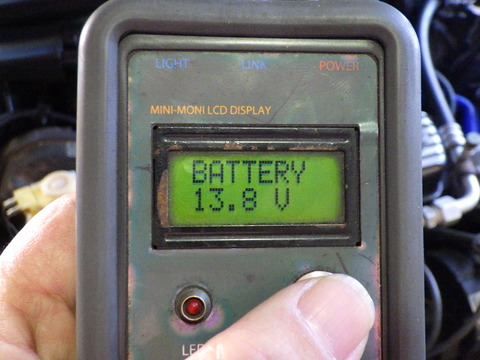 LIGHT LINK POWER
MINI-MONI LCD DISPLAY
BATTERY
13.8 V